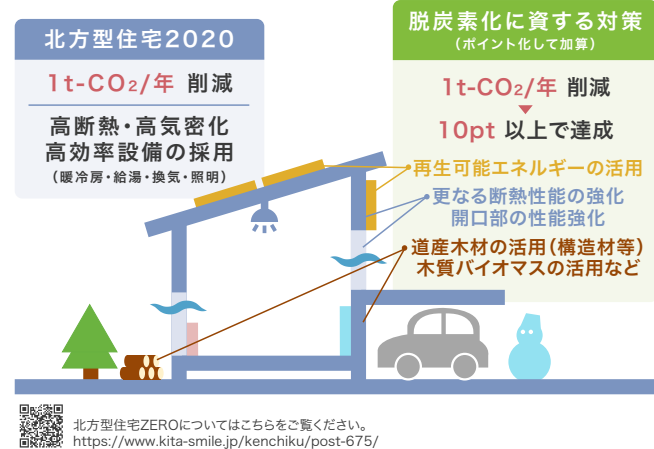 北方型住宅2020
1t-CO2/年 削減
高断熱・高気密化
高効率設備の採用
（暖冷房・給湯・換気・照明）
脱炭素化に資する対策
（ポイント化して加算）
1t-CO2/年 削減
10pt 以上で達成
再生可能エネルギーの活用
更なる断熱性能の強化
開口部の性能強化
道産木材の活用（構造材等）
木質バイオマスの活用など
北方型住宅ZEROについてはこちらをご覧ください。
https://www.kita-smile.jp/kenchiku/post-675/